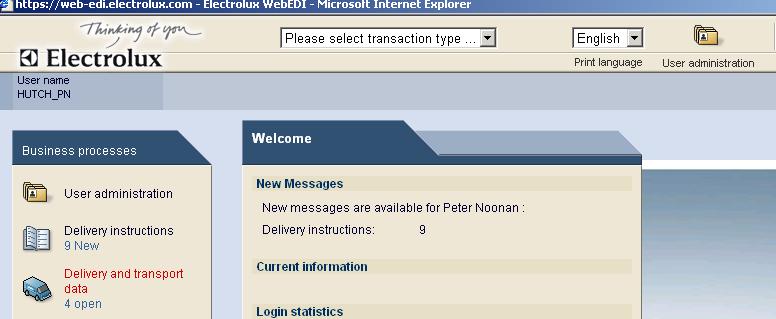 https://web-edi.electrolux.com - Electrolux WebEDI - Microsoft Internet Explorer
Thinking of you
Electrolux
Please select transaction type ...
English
Print language
User administration
User name
HUTCH_PN
Business processes
User administration
Delivery instructions
9 New
Delivery and transport
data
4 open
Welcome
New Messages
New messages are available for Peter Noonan :
Delivery instructions: 9
Current information
Login statistics